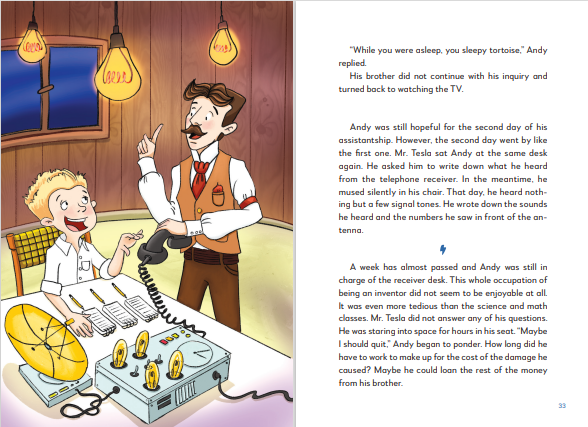 “While you were asleep, you sleepy tortoise,” Andy
replied.
His brother did not continue with his inquiry and
turned back to watching the TV.
Andy was still hopeful for the second day of his
assistantship. However, the second day went by like
the first one. Mr. Tesla sat Andy at the same desk
again. He asked him to write down what he heard
from the telephone receiver. In the meantime, he
mused silently in his chair. That day, he heard noth-
ing but a few signal tones. He wrote down the sounds
he heard and the numbers he saw in front of the an-
tenna.
A week has almost passed and Andy was still in
charge of the receiver desk. This whole occupation of
being an inventor did not seem to be enjoyable at all.
It was even more tedious than the science and math
classes. Mr. Tesla did not answer any of his questions.
He was staring into space for hours in his seat. “Maybe
I should quit,” Andy began to ponder. How long did he
have to work to make up for the cost of the damage he
caused? Maybe he could loan the rest of the money
from his brother.
33